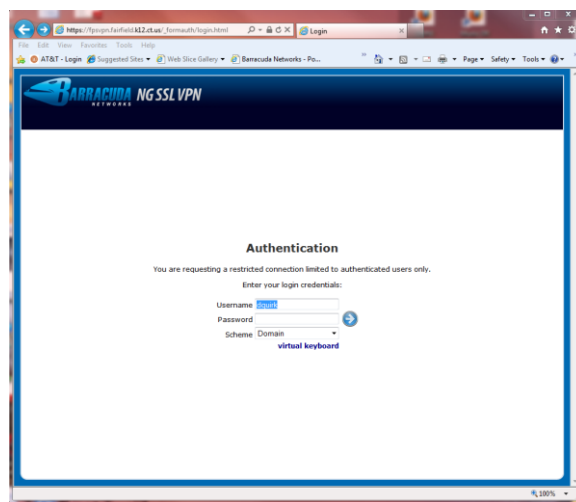 https://fpsvpn.fairfield.k12.ct.us/_formauth/login.html
Login
File Edit View Favorites Tools Help
AT&T - Login Suggested Sites Web Slice Gallery Barracuda Networks - Po...
Page Safety Tools
BARRACUDA NG SSL VPN
NETWORKS
Authentication
You are requesting a restricted connection limited to authenticated users only.
Enter your login credentials:
Username dquek
Password
Scheme Domain
virtual keyboard
100%